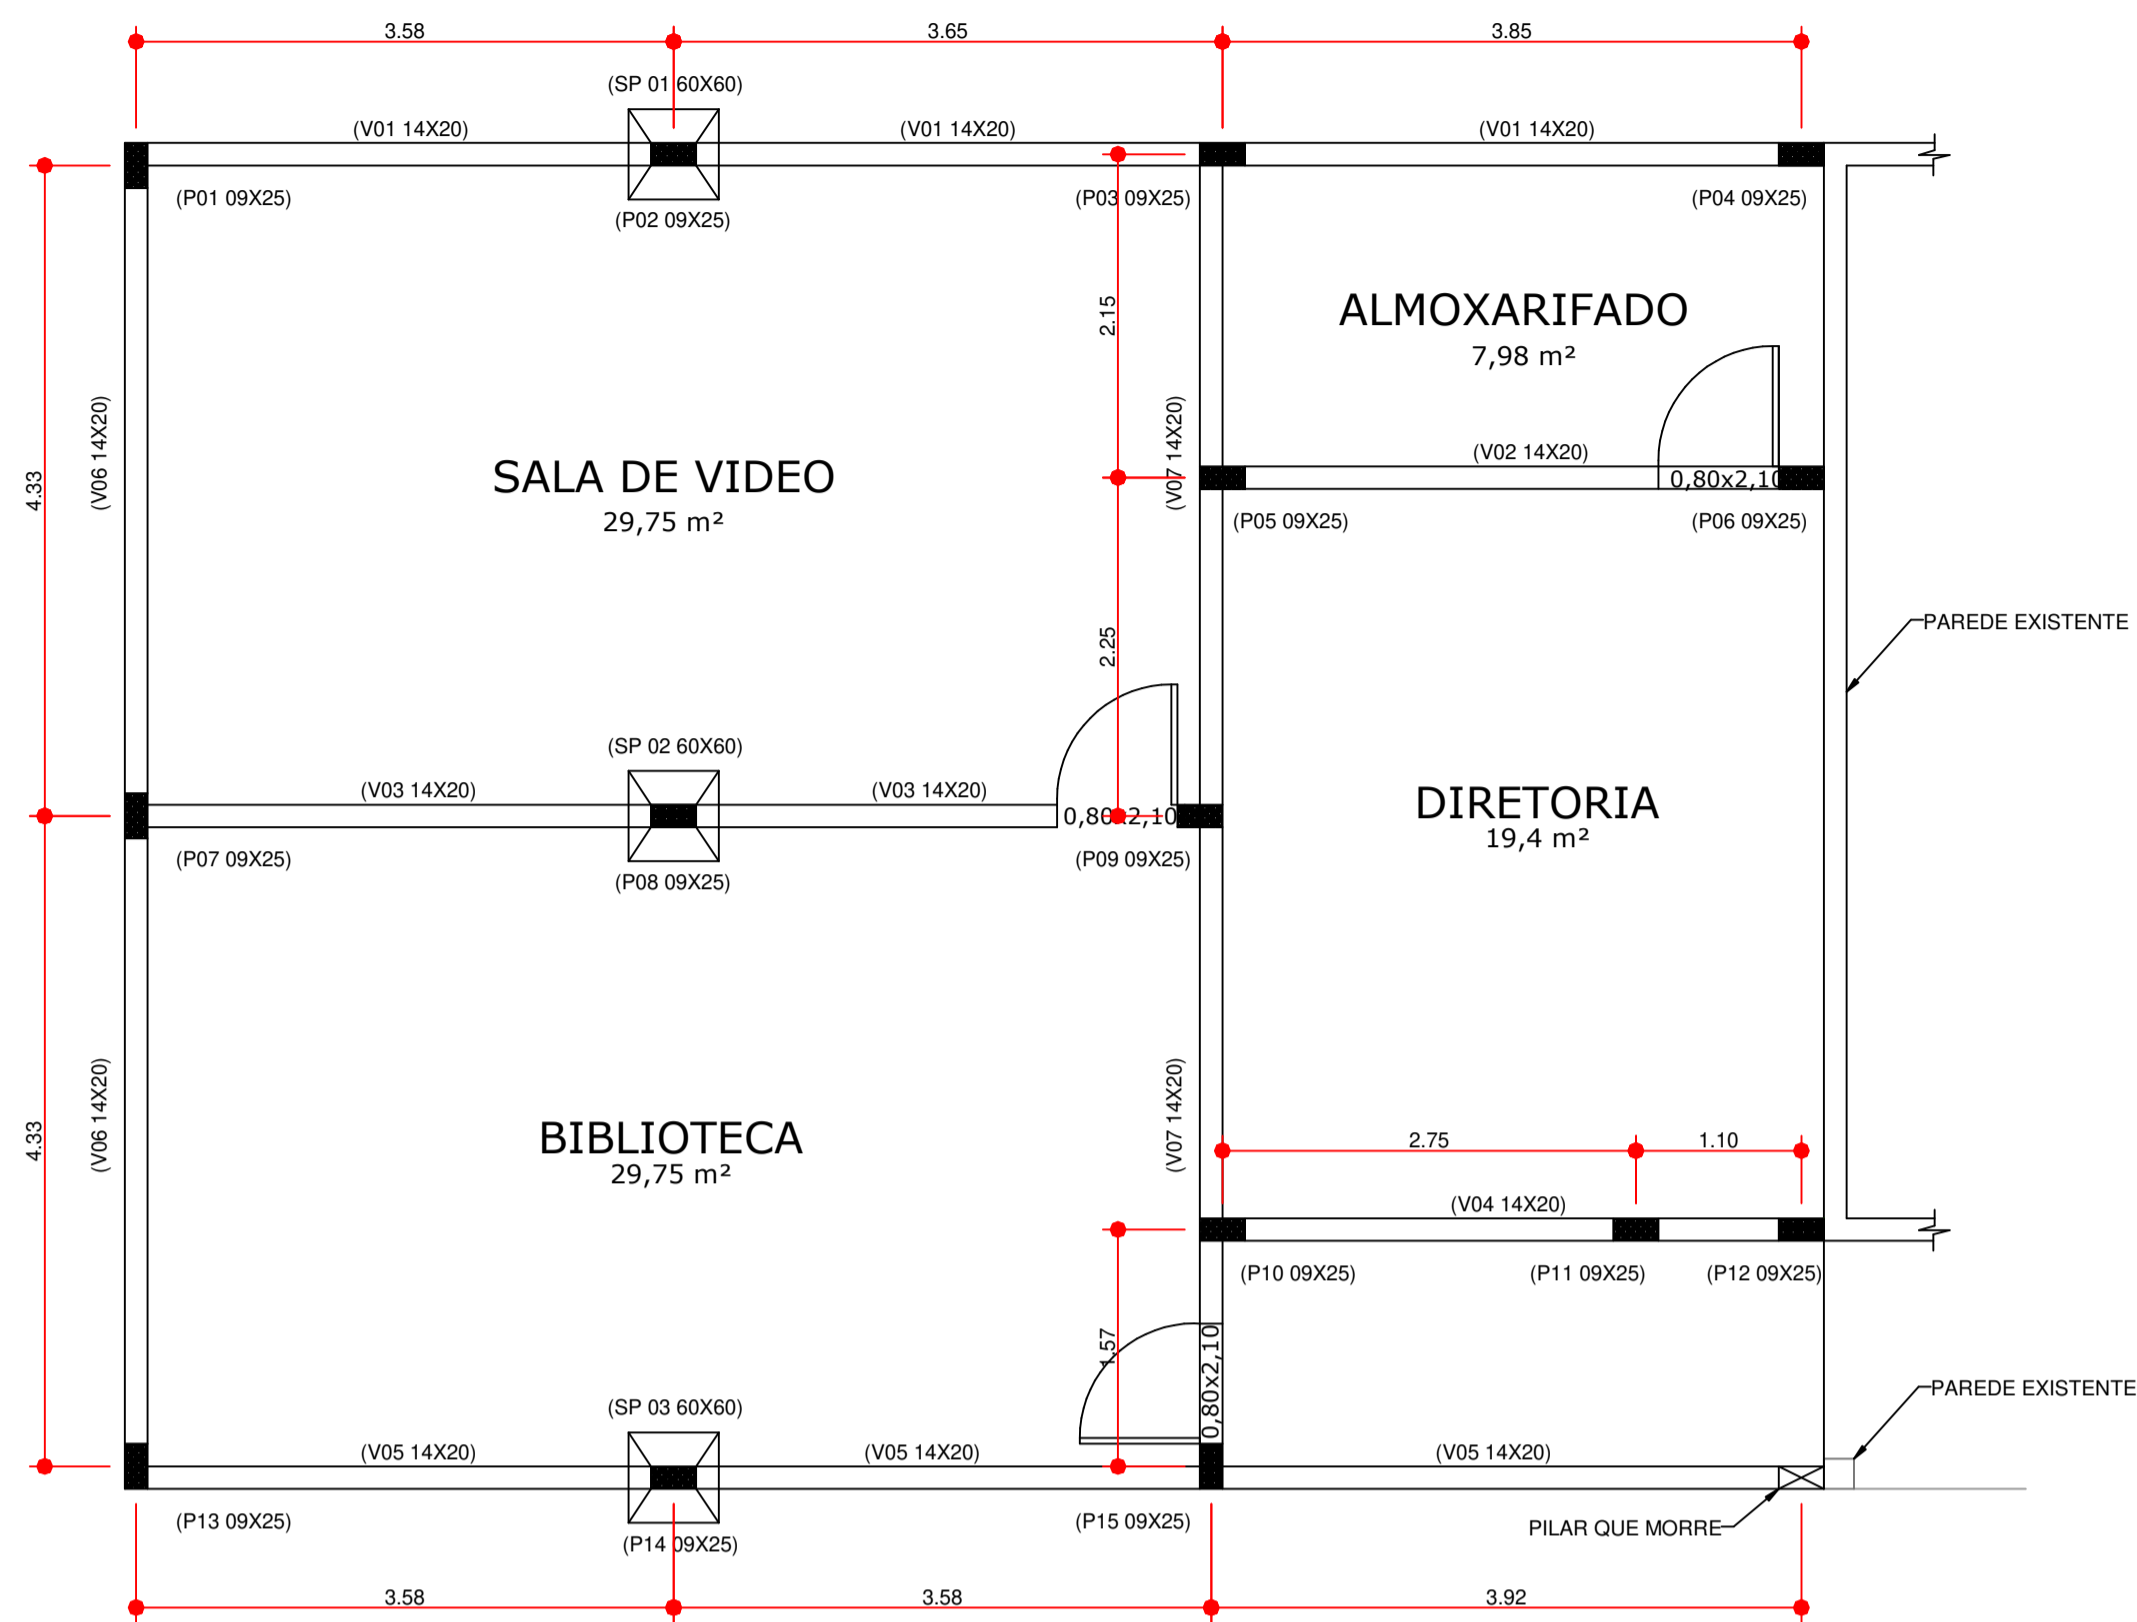 3.58
3.65
3.85
(SP 01 60X60)
(V01 14X20)
(V01 14X20)
(V01 14X20)
(P01 09X25)
(P02 09X25)
(P03 09X25)
(P04 09X25)
2.15
ALMOXARIFADO
7,98 m²
(V06 14X20)
4.33
SALA DE VIDEO
29,75 m²
(V07 14X20)
(V02 14X20)
0,80x2,10
(P05 09X25)
(P06 09X25)
PAREDE EXISTENTE
2.25
(SP 02 60X60)
(V03 14X20)
(V03 14X20)
0,80x2,10
DIRETORIA
19,4 m²
(P07 09X25)
(P08 09X25)
(P09 09X25)
(V06 14X20)
4.33
BIBLIOTECA
29,75 m²
(V07 14X20)
2.75
1.10
(V04 14X20)
(P10 09X25)
(P11 09X25)
(P12 09X25)
1.57
0,80x2,10
PAREDE EXISTENTE
(SP 03 60X60)
(V05 14X20)
(V05 14X20)
(V05 14X20)
(P13 09X25)
(P14 09X25)
(P15 09X25)
PILAR QUE MORRE
3.58
3.58
3.92